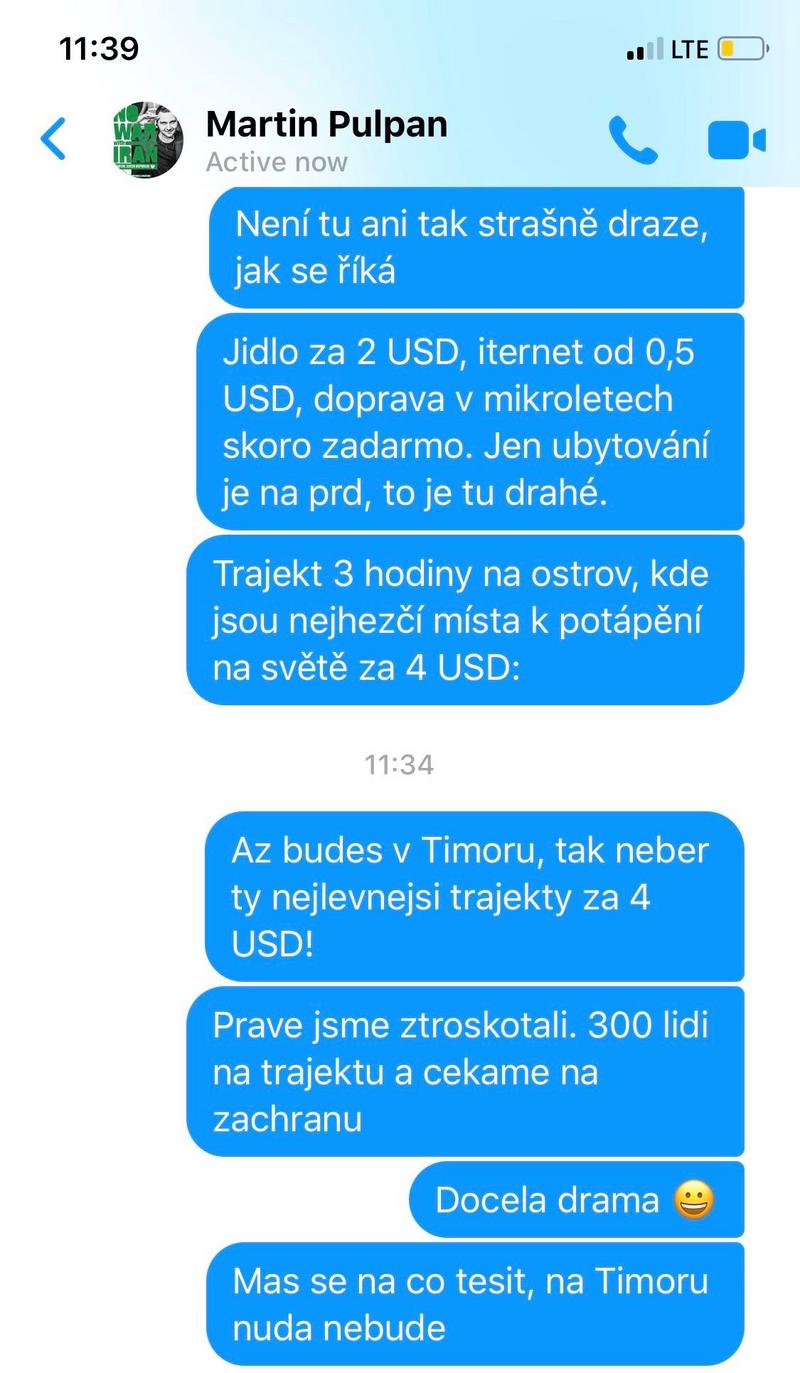 11:39
LTE
NO
WAR
WITH
IRAN
Martin Pulpan
Active now
Není tu ani tak strašně draze,
jak se říká
Jidlo za 2 USD, iternet od 0,5
USD, doprava v mikroletech
skoro zadarmo. Jen ubytování
je na prd, to je tu drahé.
Trajekt 3 hodiny na ostrov, kde
jsou nejhezčí místa k potápění
na světě za 4 USD:
11:34
Az budes v Timoru, tak neber
ty nejlevnejsi trajekty za 4
USD!
Prave jsme ztroskotali. 300 lidi
na trajektu a cekame na
zachranu
Docela drama 😀
Mas se na co tesit, na Timoru
nuda nebude